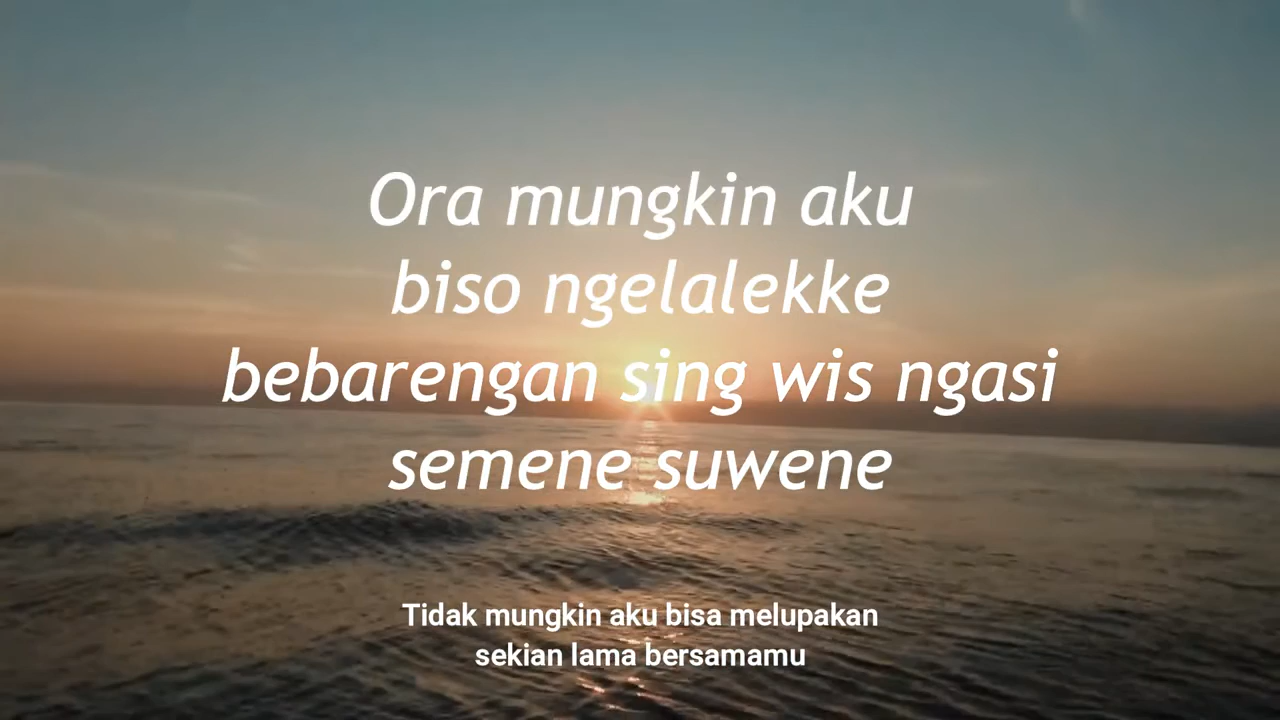 Ora mungkin aku
biso ngelalekke
bebarengan sing wis ngasi
semene suwene
Tidak mungkin aku bisa melupakan
sekian lama bersamamu